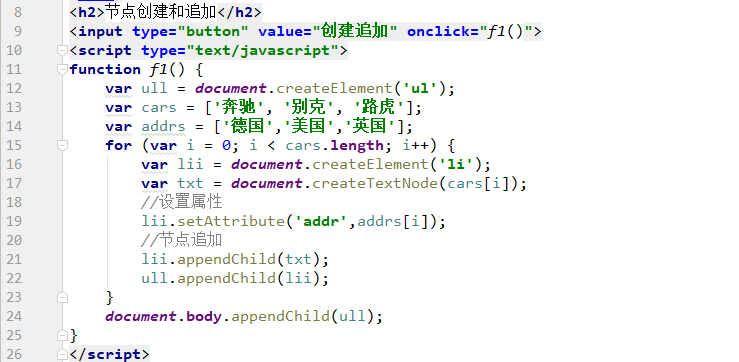 8 <h2>节点创建和追加</h2>
9 <input type="button" value="创建追加" onclick="f1()">
10 <script type="text/javascript">
11 function f1() {
12 var ull = document.createElement('ul');
13 var cars = ['奔驰', '别克', '路虎'];
14 var addrs = ['德国','美国','英国'];
15 for (var i = 0; i < cars.length; i++) {
16 var lii = document.createElement('li');
17 var txt = document.createTextNode(cars[i]);
18 //设置属性
19 lii.setAttribute('addr',addrs[i]);
20 //节点追加
21 lii.appendChild(txt);
22 ull.appendChild(lii);
23 }
24 document.body.appendChild(ull);
25 }
26 </script>